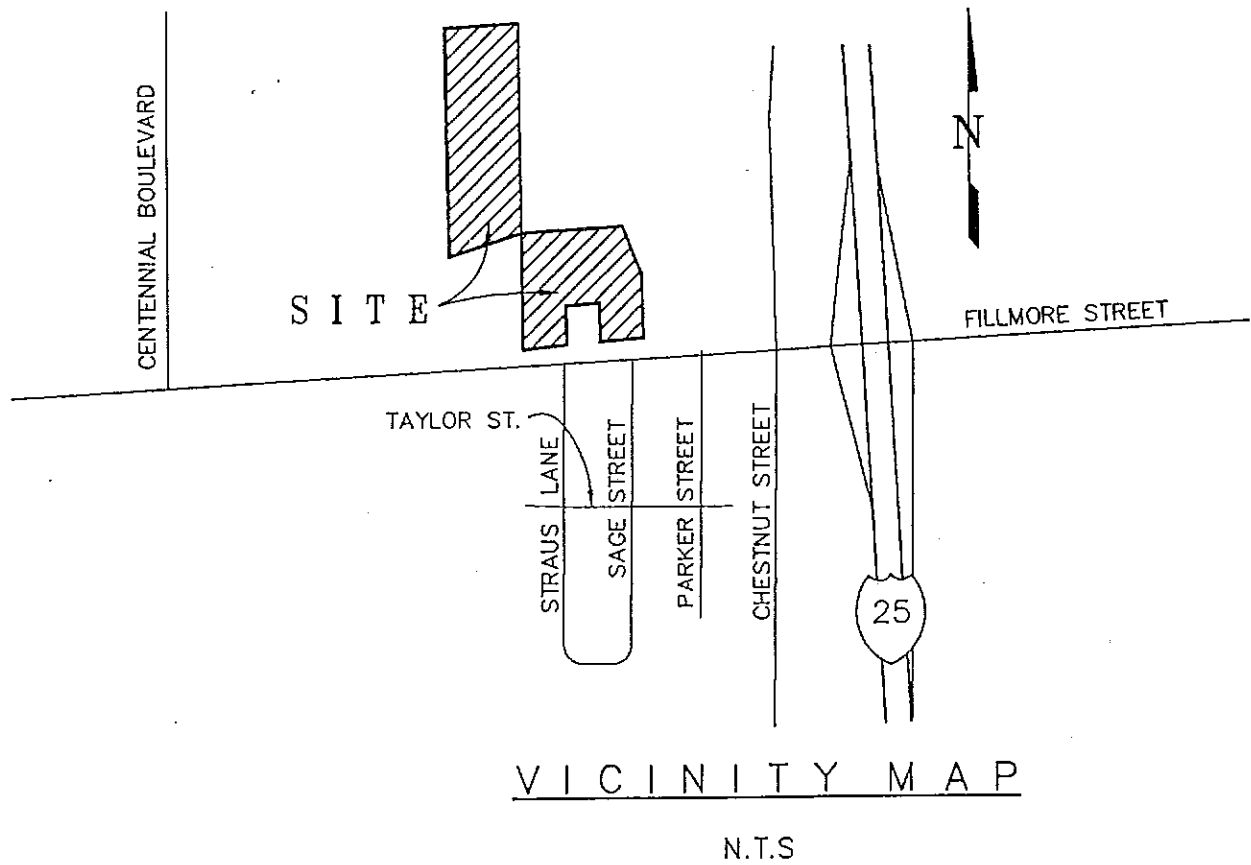 CENTENNIAL BOULEVARD
N
SITE
FILLMORE STREET
TAYLOR ST.
STRAUS LANE
SAGE STREET
PARKER STREET
CHESTNUT STREET
25
VICINITY MAP
N.T.S